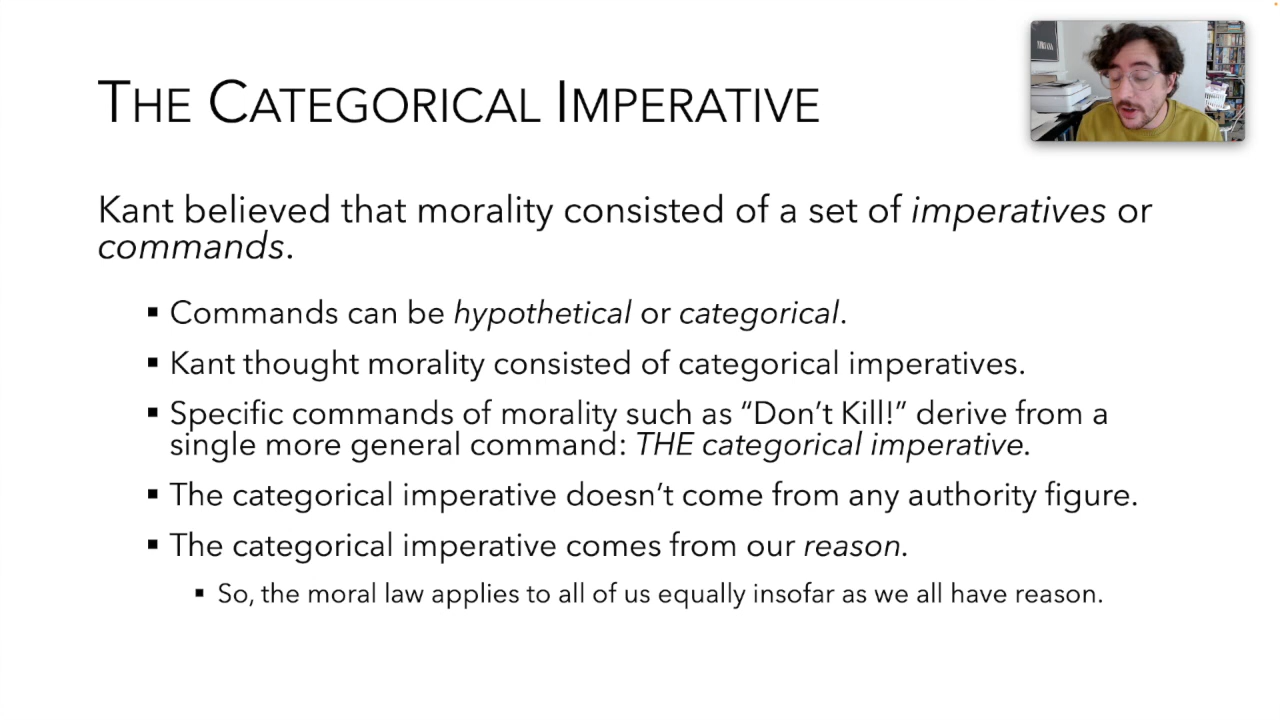 THE CATEGORICAL IMPERATIVE
Kant believed that morality consisted of a set of imperatives or
commands.
▪ Commands can be hypothetical or categorical.
▪ Kant thought morality consisted of categorical imperatives.
▪ Specific commands of morality such as “Don’t Kill!” derive from a
single more general command: THE categorical imperative.
▪ The categorical imperative doesn’t come from any authority figure.
▪ The categorical imperative comes from our reason.
▪ So, the moral law applies to all of us equally insofar as we all have reason.
NIRVANA